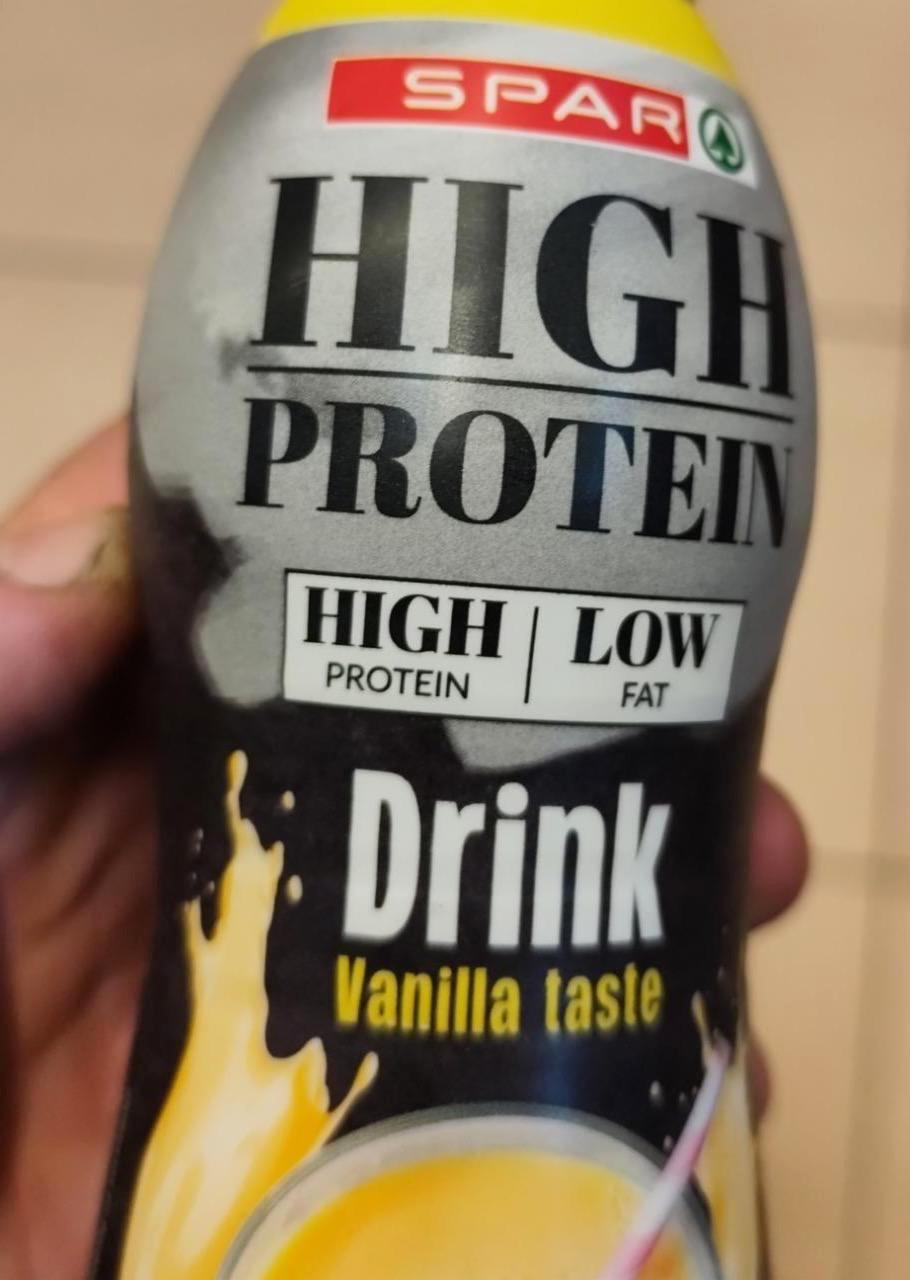 SPAR
HIGH
PROTEIN
HIGH LOW
PROTEIN FAT
Drink
Vanilla taste